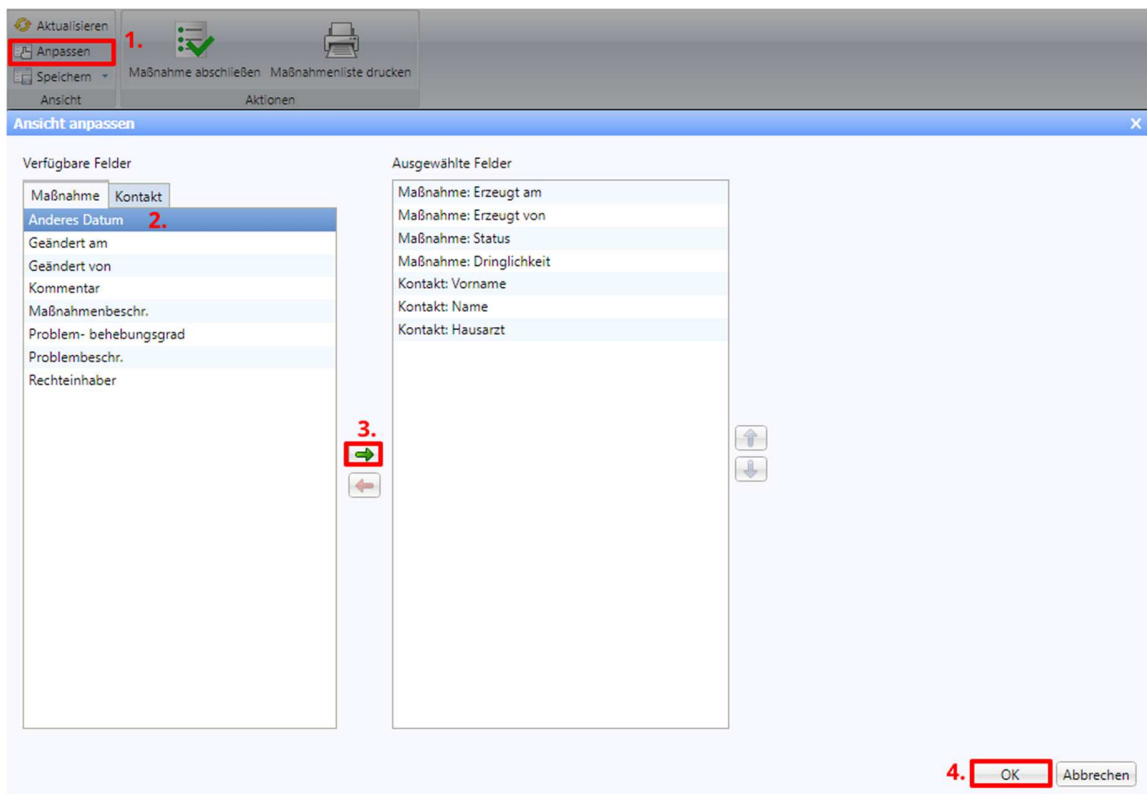 Aktualisieren
Anpassen
1.
Speichern
Maßnahme abschließen
Maßnahmenliste drucken
Ansicht
Aktionen
Ansicht anpassen
Verfügbare Felder
Maßnahme
Kontakt
Anderes Datum
2.
Geändert am
Geändert von
Kommentar
Maßnahmenbeschr.
Problem- behebungsgrad
Problembeschr.
Rechteinhaber
3.
Ausgewählte Felder
Maßnahme: Erzeugt am
Maßnahme: Erzeugt von
Maßnahme: Status
Maßnahme: Dringlichkeit
Kontakt: Vorname
Kontakt: Name
Kontakt: Hausarzt
4.
OK
Abbrechen